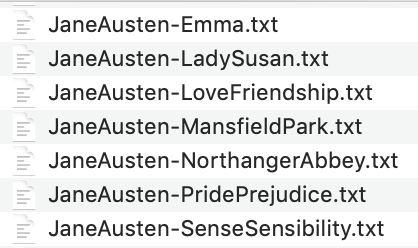 JaneAusten-Emma.txt
JaneAusten-LadySusan.txt
JaneAusten-LoveFriendship.txt
JaneAusten-MansfieldPark.txt
JaneAusten-NorthangerAbbey.txt
JaneAusten-PridePrejudice.txt
JaneAusten-SenseSensibility.txt